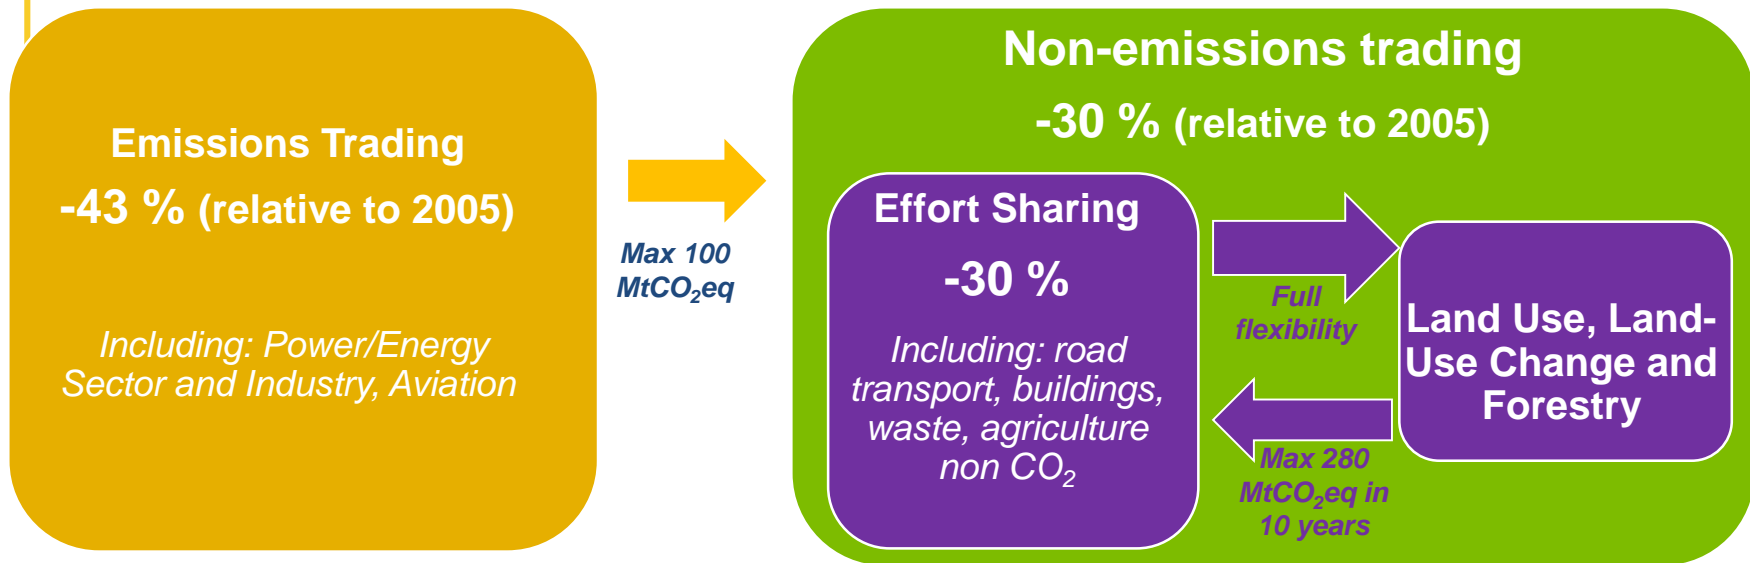 Emissions Trading
-43 % (relative to 2005)
Including: Power/Energy
Sector and Industry, Aviation
Max 100
MtCO₂eq
Non-emissions trading
-30 % (relative to 2005)
Effort Sharing
-30 %
Including: road
transport, buildings,
waste, agriculture
non CO₂
Full
flexibility
Max 280
MtCO₂eq in
10 years
Land Use, Land-
Use Change and
Forestry